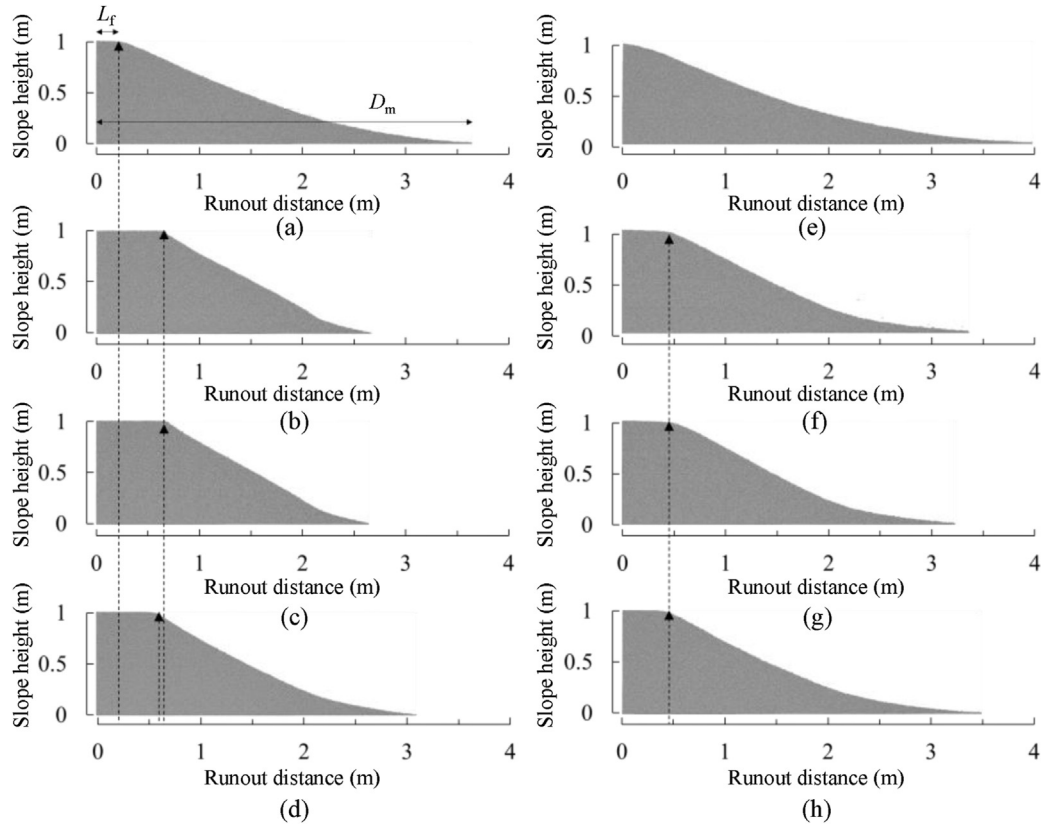 L_f
Slope height (m)
1
0.5
0
D_m
0 1 2 3 4
Runout distance (m)
(a)
Slope height (m)
1
0.5
0
0 1 2 3 4
Runout distance (m)
(e)
Slope height (m)
1
0.5
0
0 1 2 3 4
Runout distance (m)
(b)
Slope height (m)
1
0.5
0
0 1 2 3 4
Runout distance (m)
(f)
Slope height (m)
1
0.5
0
0 1 2 3 4
Runout distance (m)
(c)
Slope height (m)
1
0.5
0
0 1 2 3 4
Runout distance (m)
(g)
Slope height (m)
1
0.5
0
0 1 2 3 4
Runout distance (m)
(d)
Slope height (m)
1
0.5
0
0 1 2 3 4
Runout distance (m)
(h)